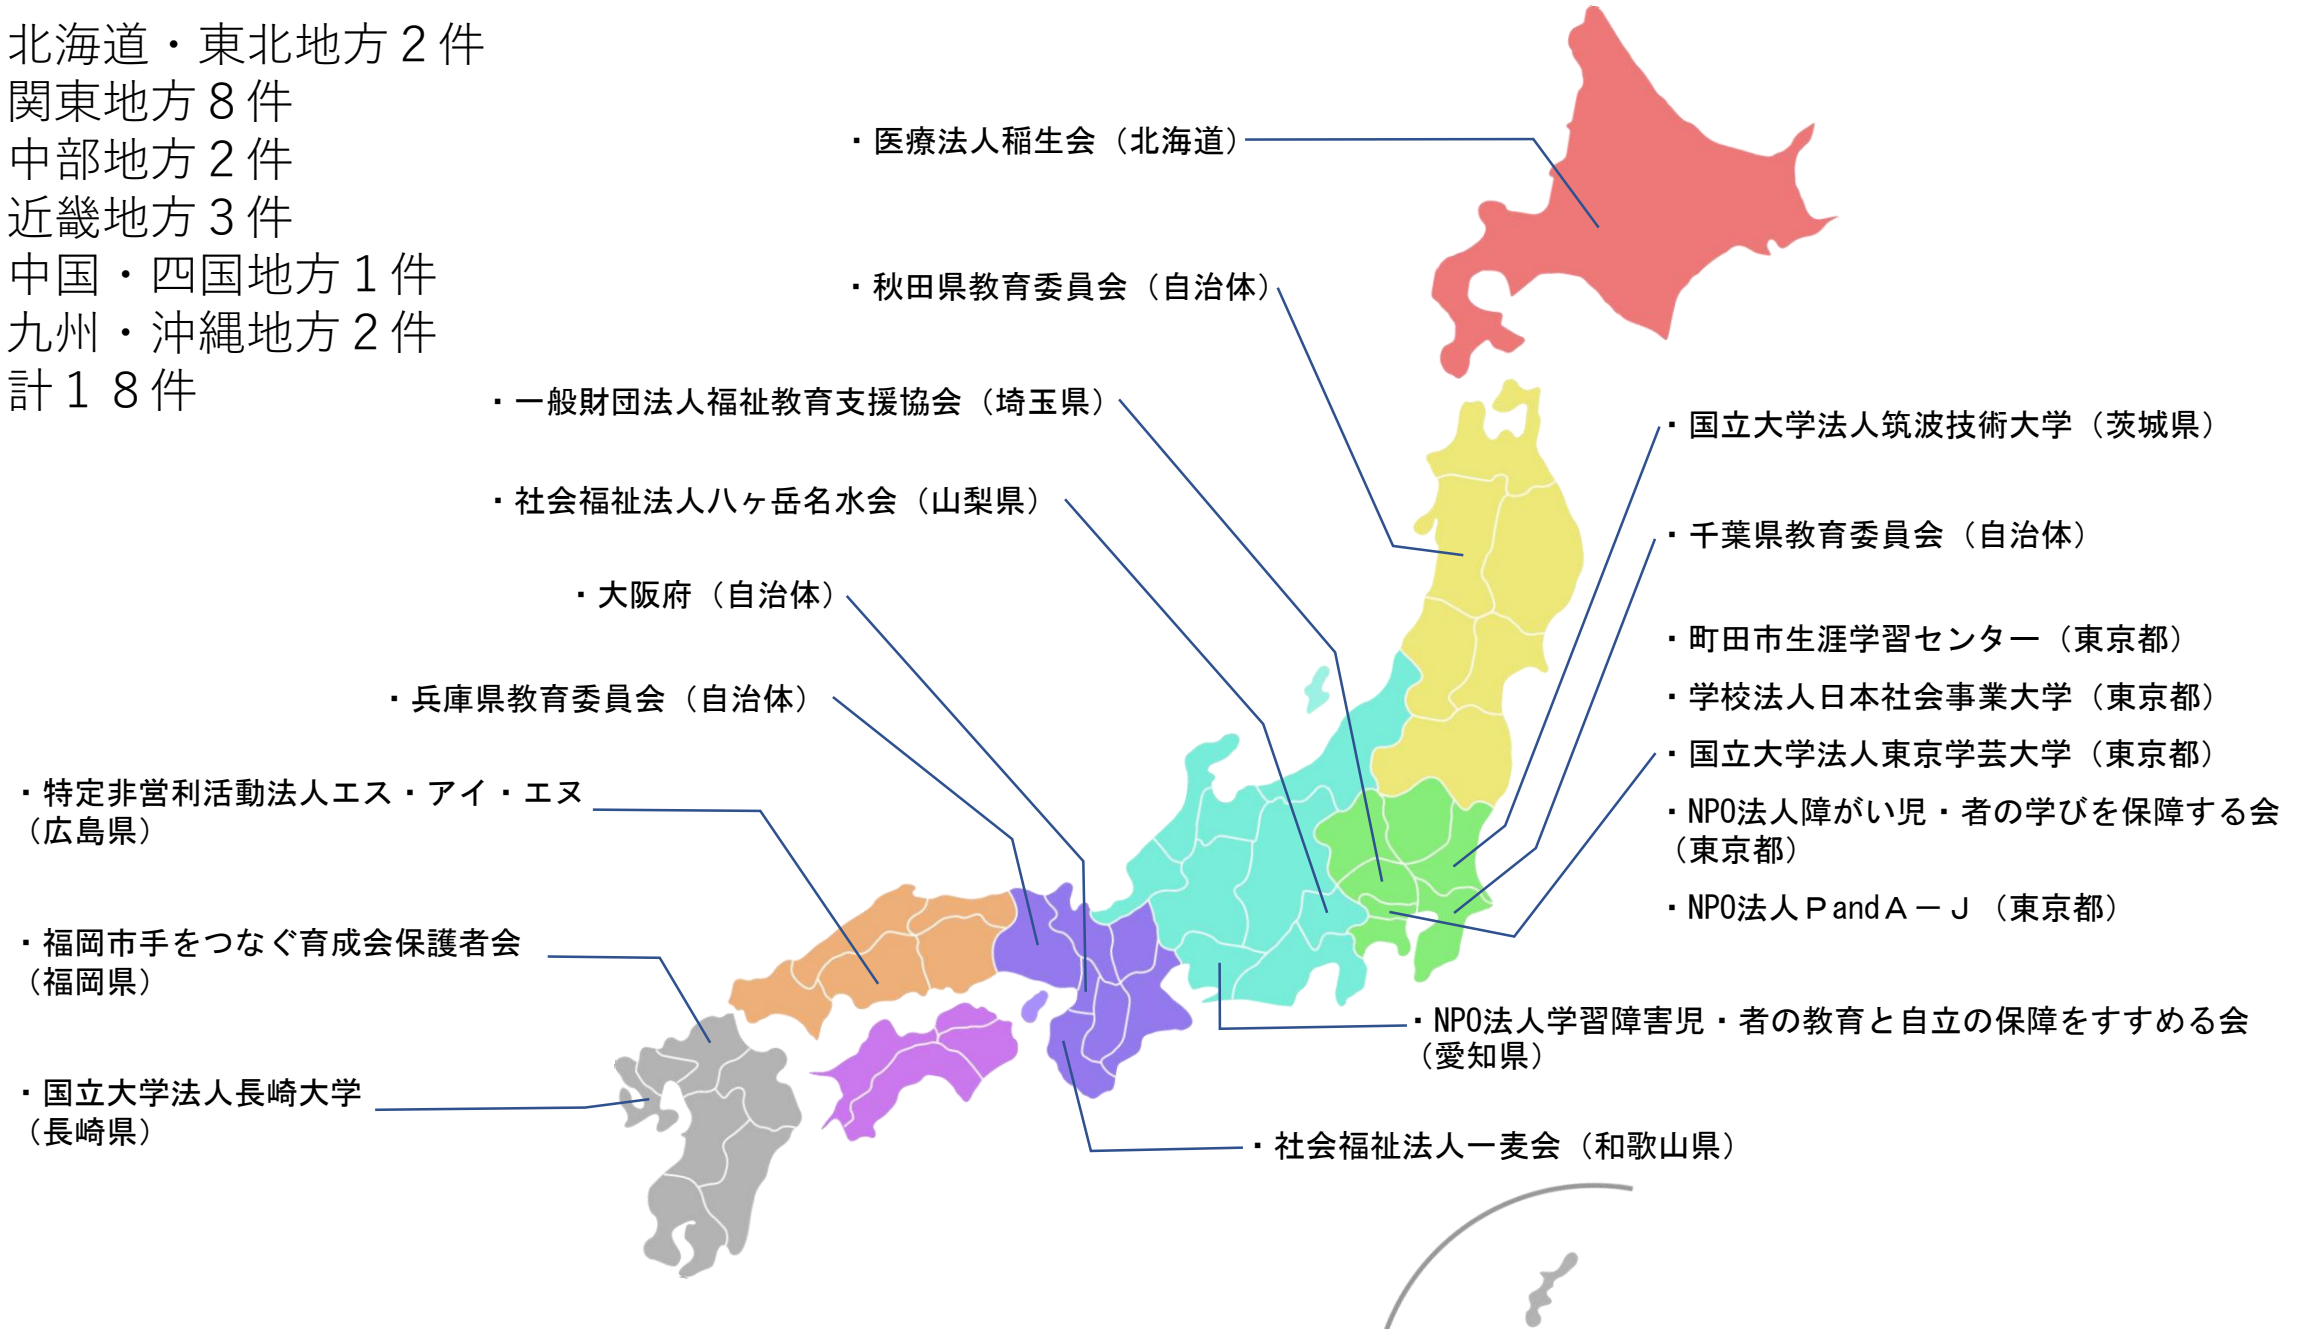 北海道・東北地方２件
関東地方８件
中部地方２件
近畿地方３件
中国・四国地方１件
九州・沖縄地方２件
計１８件
・医療法人稲生会（北海道）
・秋田県教育委員会（自治体）
・一般財団法人福祉教育支援協会（埼玉県）
・社会福祉法人八ヶ岳名水会（山梨県）
・大阪府（自治体）
・兵庫県教育委員会（自治体）
・特定非営利活動法人エス・アイ・エヌ
（広島県）
・福岡市手をつなぐ育成会保護者会
（福岡県）
・国立大学法人長崎大学
（長崎県）
・国立大学法人筑波技術大学（茨城県）
・千葉県教育委員会（自治体）
・町田市生涯学習センター（東京都）
・学校法人日本社会事業大学（東京都）
・国立大学法人東京学芸大学（東京都）
・NPO法人障がい児・者の学びを保障する会
（東京都）
・NPO法人ＰandＡ－Ｊ（東京都）
・NPO法人学習障害児・者の教育と自立の保障をすすめる会
（愛知県）
・社会福祉法人一麦会（和歌山県）